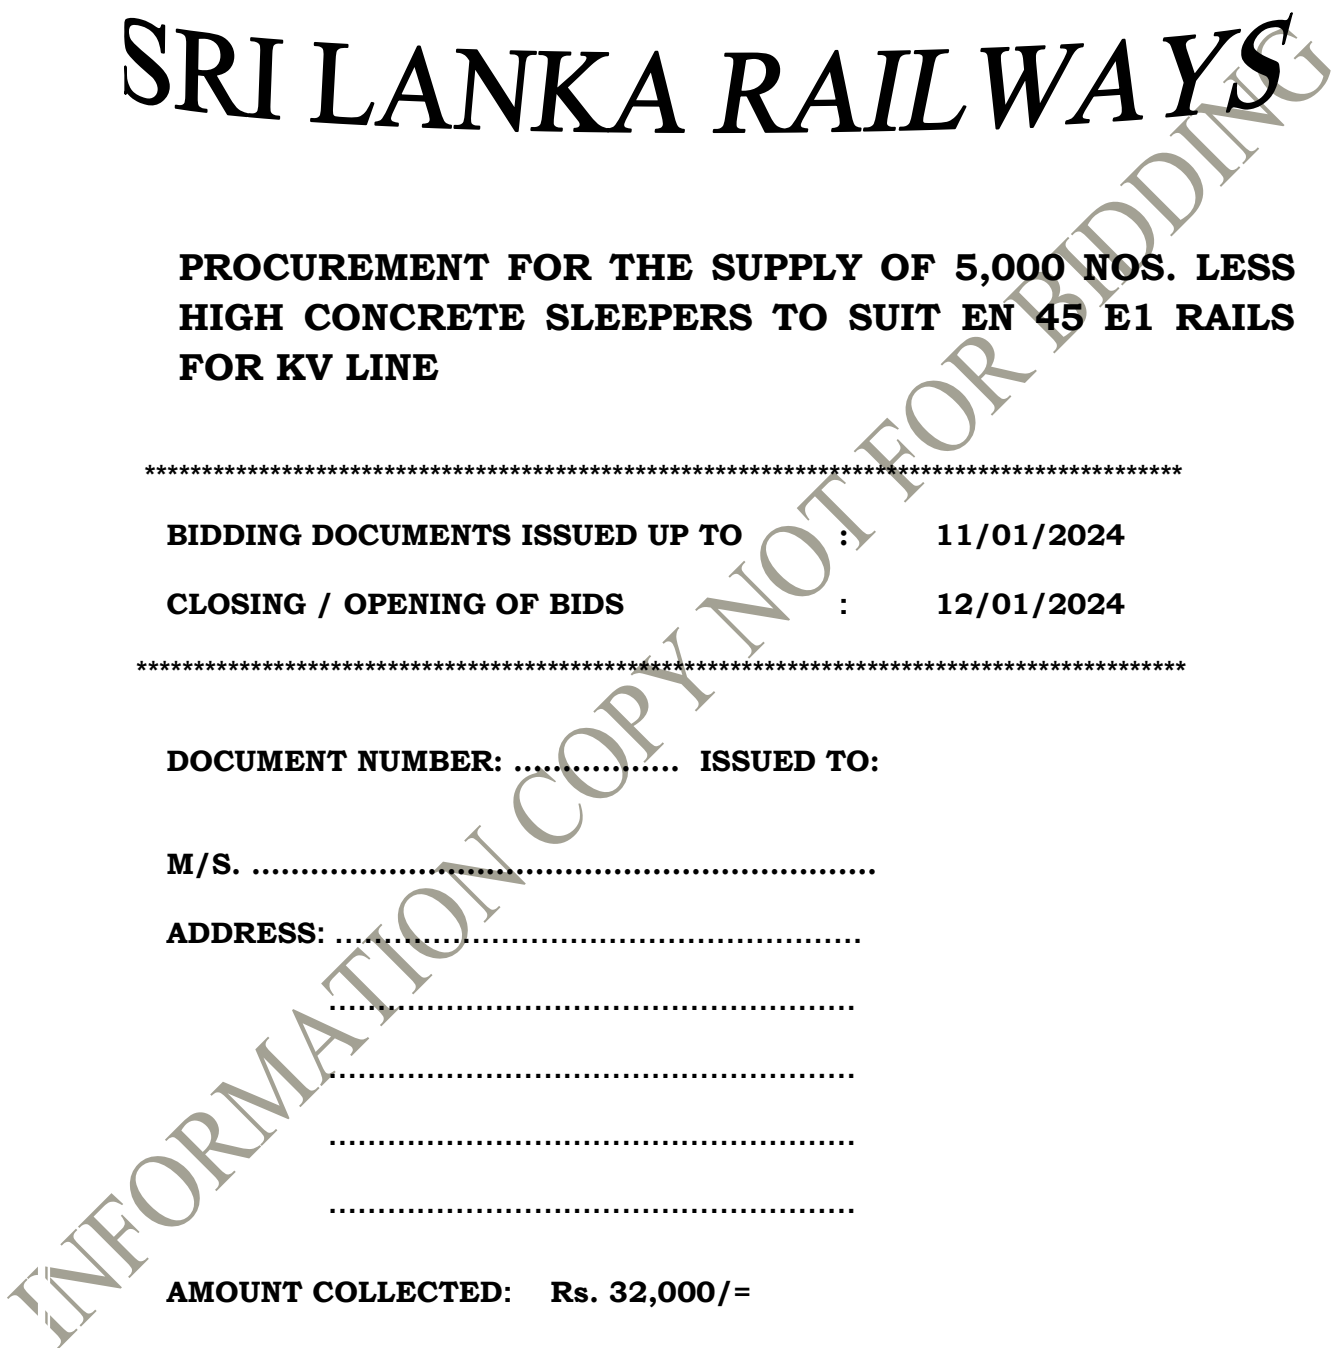 SRI LANKA RAILWAYS
PROCUREMENT FOR THE SUPPLY OF 5,000 NOS. LESS
HIGH CONCRETE SLEEPERS TO SUIT EN 45 E1 RAILS
FOR KV LINE
******************************************************************************************
BIDDING DOCUMENTS ISSUED UP TO : 11/01/2024
CLOSING / OPENING OF BIDS : 12/01/2024
*******************************************************************************************
DOCUMENT NUMBER: ................. ISSUED TO:
M/S. ................................................................
ADDRESS: ......................................................
......................................................
......................................................
......................................................
......................................................
AMOUNT COLLECTED: Rs. 32,000/=
INFORMATION COPY NOT FOR BIDDING